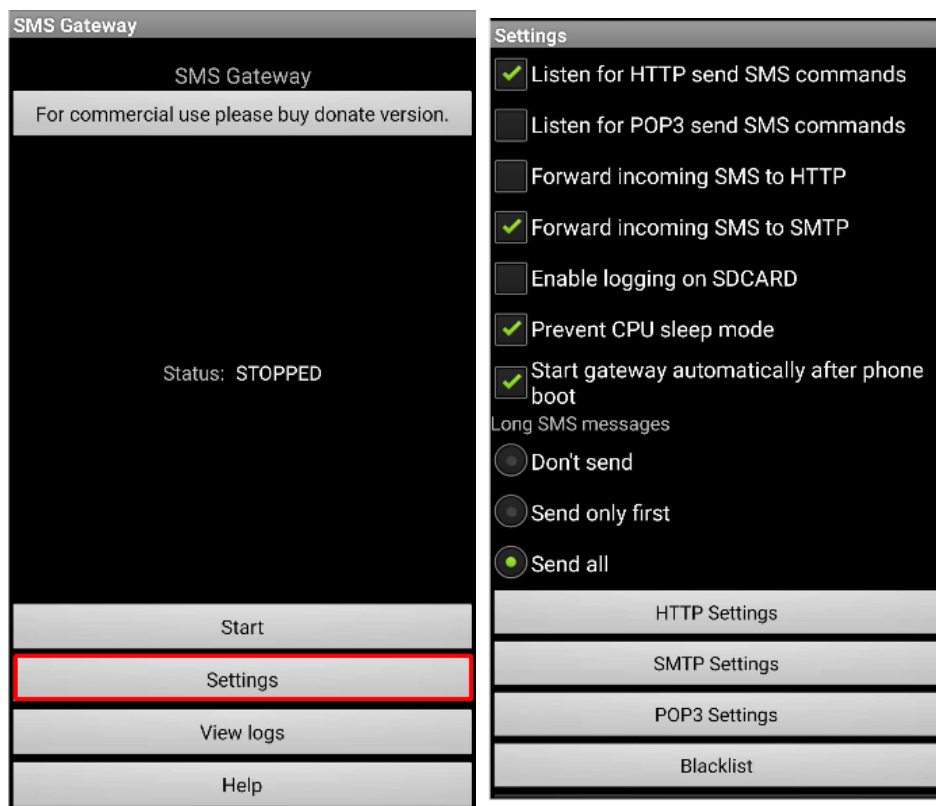 SMS Gateway
SMS Gateway
For commercial use please buy donate version.
Status: STOPPED
Start
Settings
View logs
Help
Settings
Listen for HTTP send SMS commands
Listen for POP3 send SMS commands
Forward incoming SMS to HTTP
Forward incoming SMS to SMTP
Enable logging on SDCARD
Prevent CPU sleep mode
Start gateway automatically after phone
boot
Long SMS messages
Don't send
Send only first
Send all
HTTP Settings
SMTP Settings
POP3 Settings
Blacklist